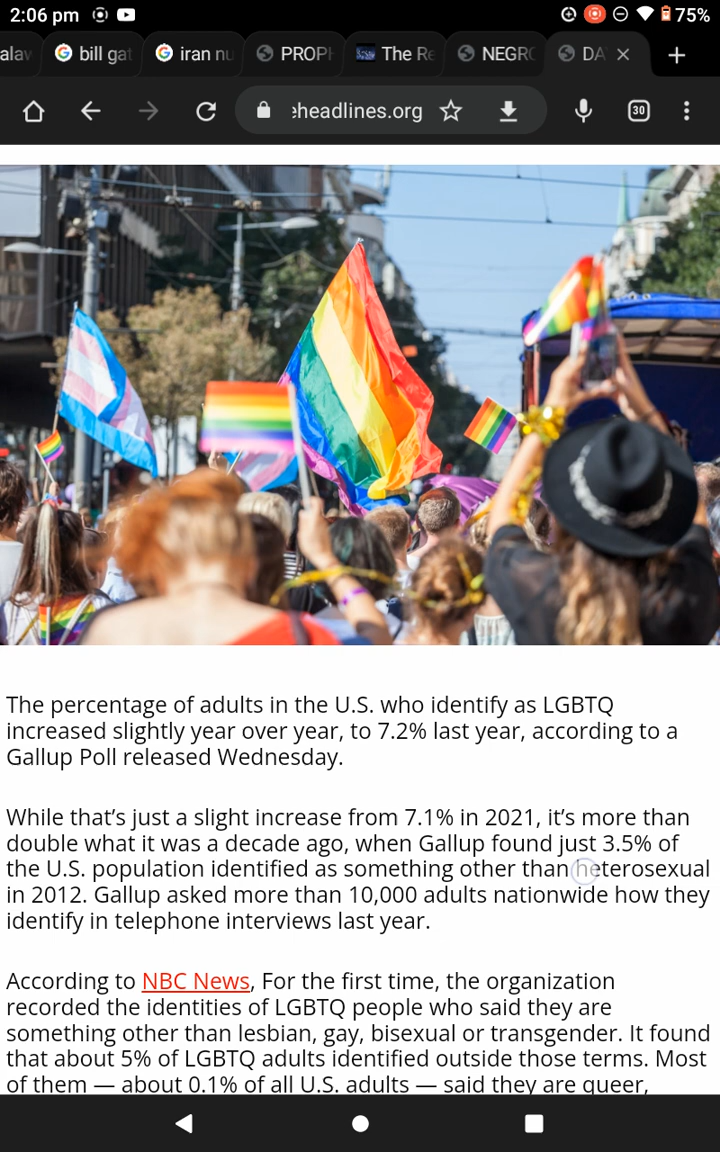 2:06 pm 75%
alav bill gat iran nu PROPH The Re NEGRO DA
eheadlines.org 30
The percentage of adults in the U.S. who identify as LGBTQ
increased slightly year over year, to 7.2% last year, according to a
Gallup Poll released Wednesday.
While that's just a slight increase from 7.1% in 2021, it's more than
double what it was a decade ago, when Gallup found just 3.5% of
the U.S. population identified as something other than heterosexual
in 2012. Gallup asked more than 10,000 adults nationwide how they
identify in telephone interviews last year.
According to NBC News, For the first time, the organization
recorded the identities of LGBTQ people who said they are
something other than lesbian, gay, bisexual or transgender. It found
that about 5% of LGBTQ adults identified outside those terms. Most
of them — about 0.1% of all U.S. adults — said they are queer,